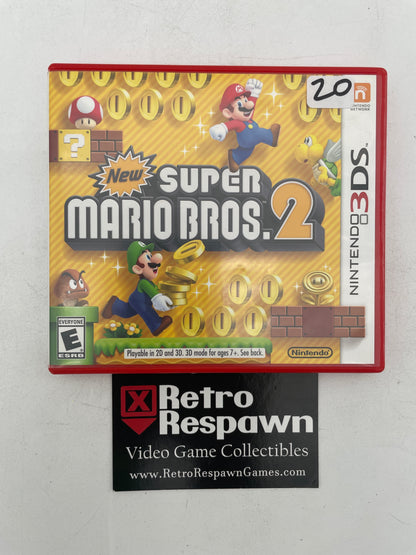 20
NINTENDO
NETWORK
?
New
SUPER
MARIO BROS. 2
NINTENDO 3DS™
EVERYONE
E
ESRB
Playable in 2D and 3D. 3D mode for ages 7+. See back.
Nintendo
Retro
Respawn
Video Game Collectibles
www.RetroRespawnGames.com